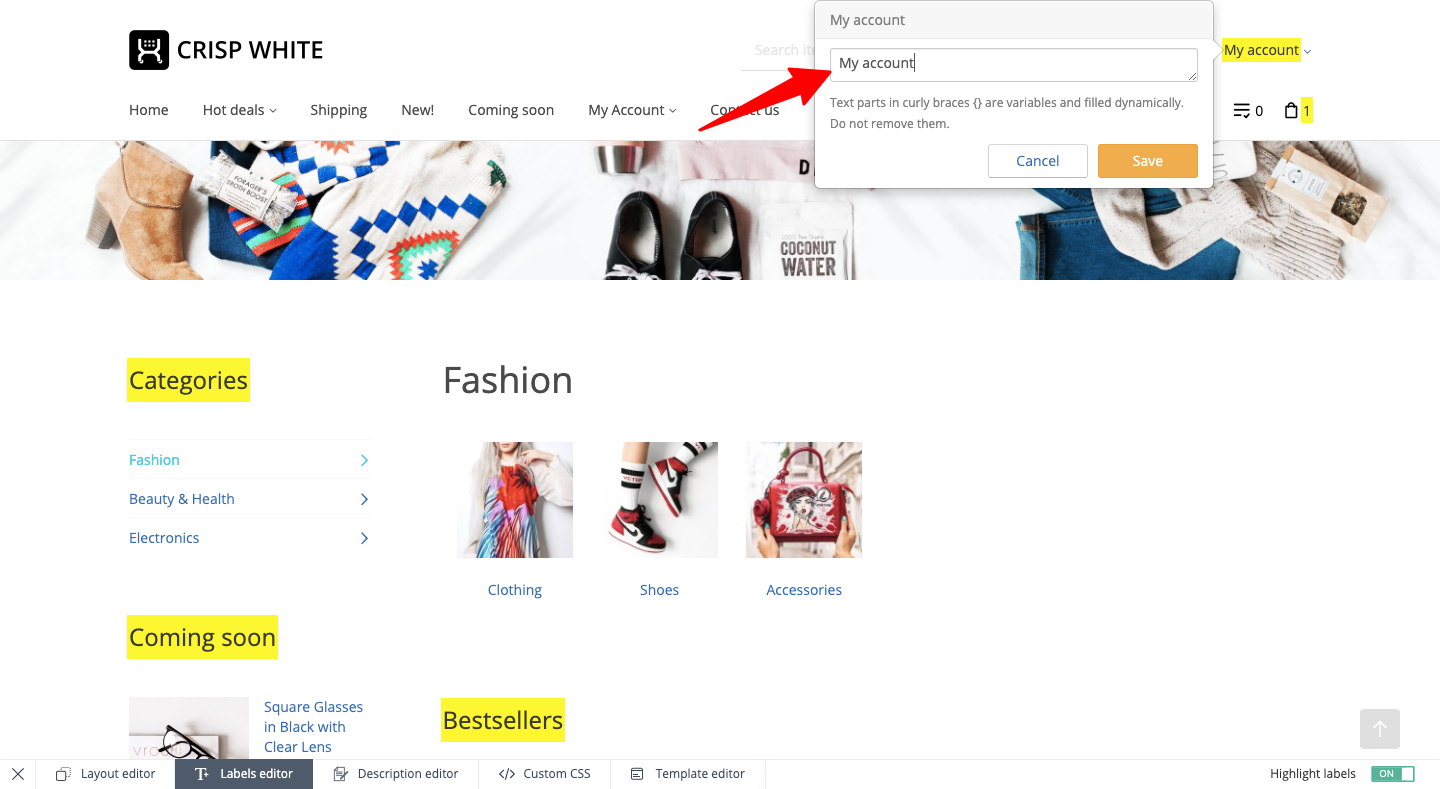 My account
CRISP WHITE
Search ite
My account
My account
Text parts in curly braces {} are variables and filled dynamically.
Do not remove them.
Cancel
Save
Home
Hot deals
Shipping
New!
Coming soon
My Account
Contact us
0
1
FORAGER'S
BROTH BOOST
D
COCONUT
WATER
Categories
Fashion
Fashion
Beauty & Health
Electronics
Clothing
Shoes
Accessories
Coming soon
Square Glasses
in Black with
Clear Lens
Bestsellers
Layout editor
Labels editor
Description editor
Custom CSS
Template editor
Highlight labels
ON